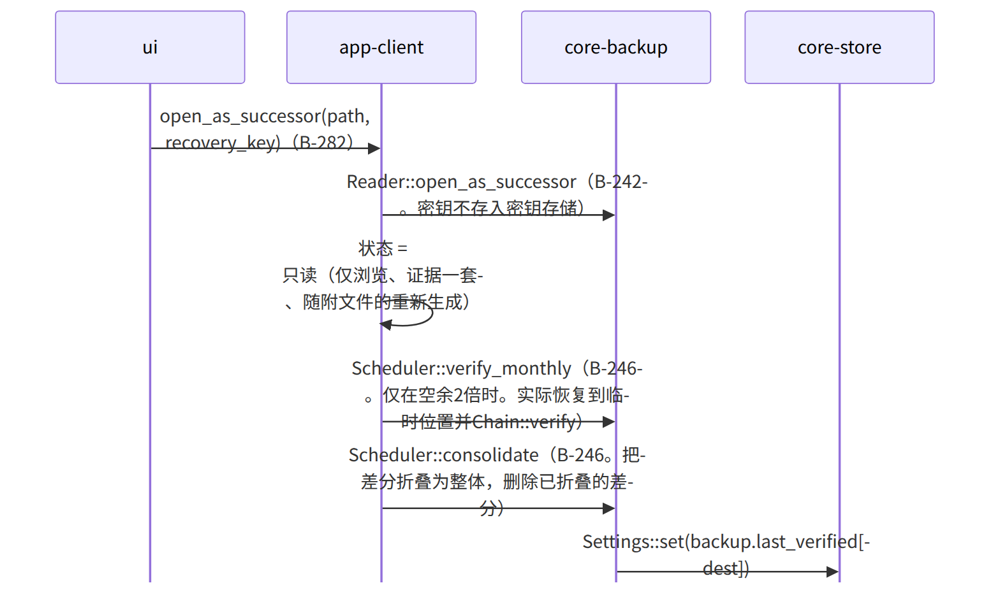 ui
app-client
core-backup
core-store
open_as_successor(path,
recovery_key)（B-282）
Reader::open_as_successor（B-242-
。密钥不存入密钥存储）
状态 =
只读（仅浏览、证据一套-
、随附文件的重新生成）
Scheduler::verify_monthly（B-246-
。仅在空余2倍时。实际恢复到临-
时位置并Chain::verify）
Scheduler::consolidate（B-246。把-
差分折叠为整体，删除已折叠的差-
分）
Settings::set(backup.last_verified[-
dest])